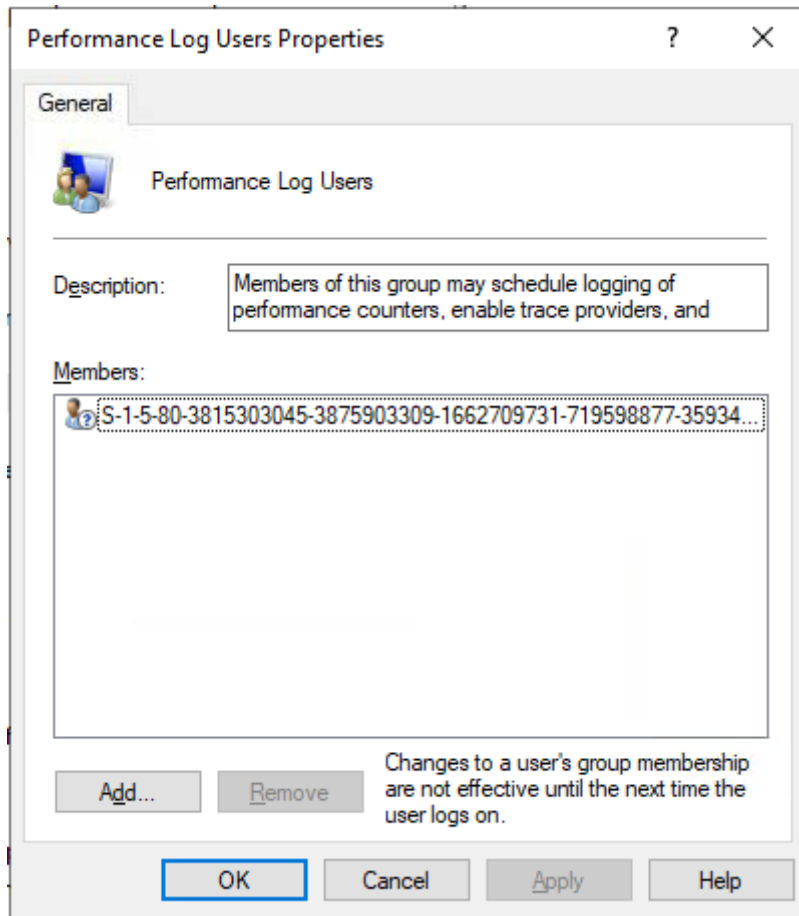 Performance Log Users Properties
?
General
Performance Log Users
Description:
Members of this group may schedule logging of
performance counters, enable trace providers, and
Members:
S-1-5-80-3815303045-3875903309-1662709731-719598877-35934...
Add...
Remove
Changes to a user's group membership
are not effective until the next time the
user logs on.
OK
Cancel
Apply
Help